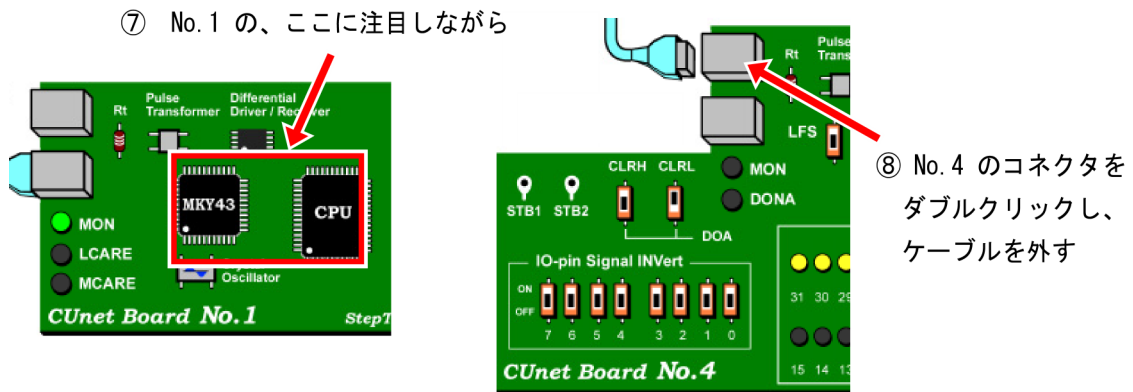 ⑦ No.1 の、ここに注目しながら
Rt
Pulse
Transformer
Differential
Driver / Receiver
MKY43
CPU
MON
LCARE
MCARE
Oscillator
CUnet Board No.1
StepT
Rt
Pulse
Trans
LFS
CLRH CLRL
MON
STB1 STB2
DONA
DOA
IO-pin Signal INVert
ON
OFF
7 6 5 4 3 2 1 0
31 30 29
15 14 13
CUnet Board No.4
⑧ No.4 のコネクタを
ダブルクリックし、
ケーブルを外す